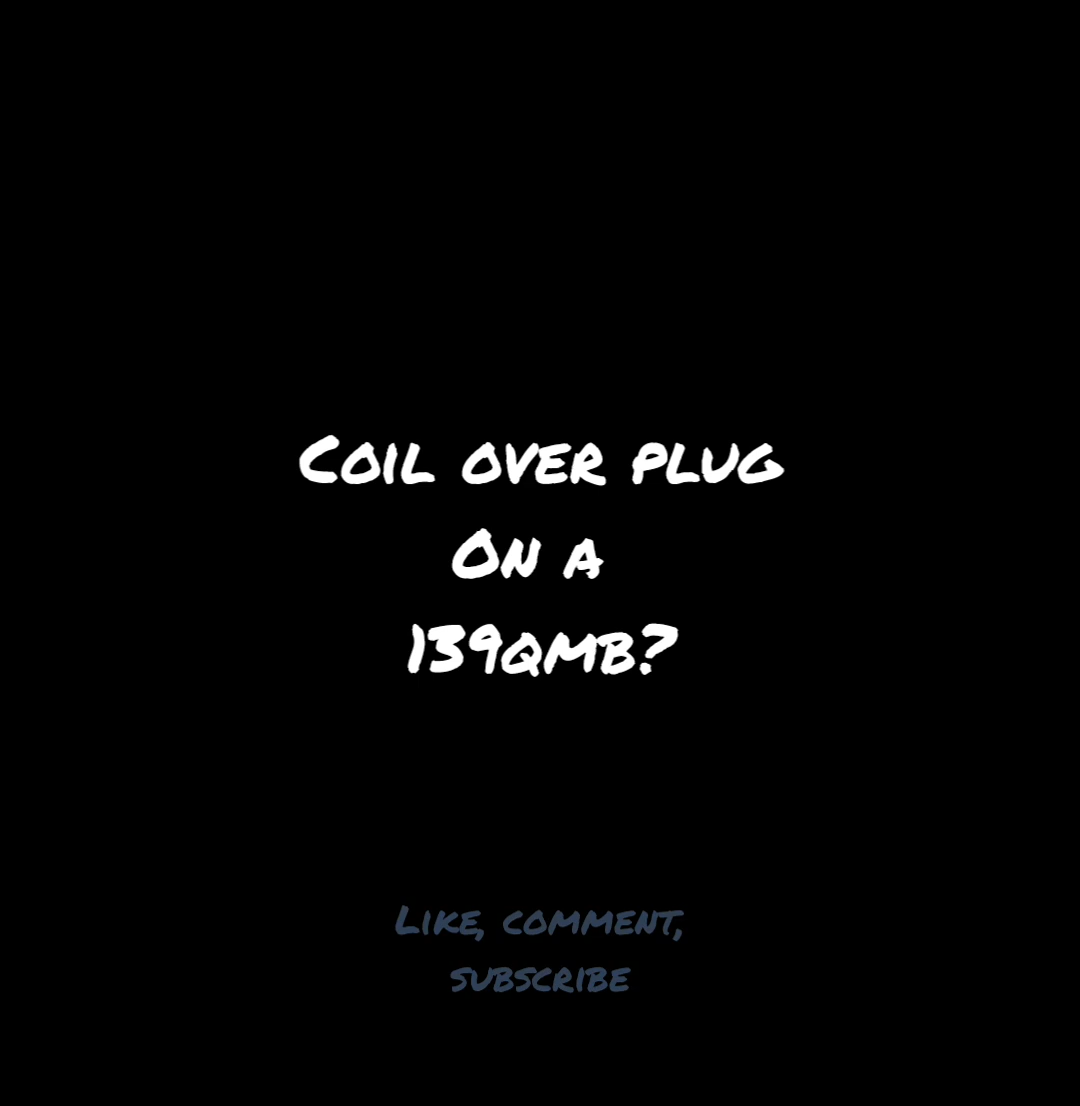 Coil over plug
On a
139qmb?
Like, comment,
subscribe